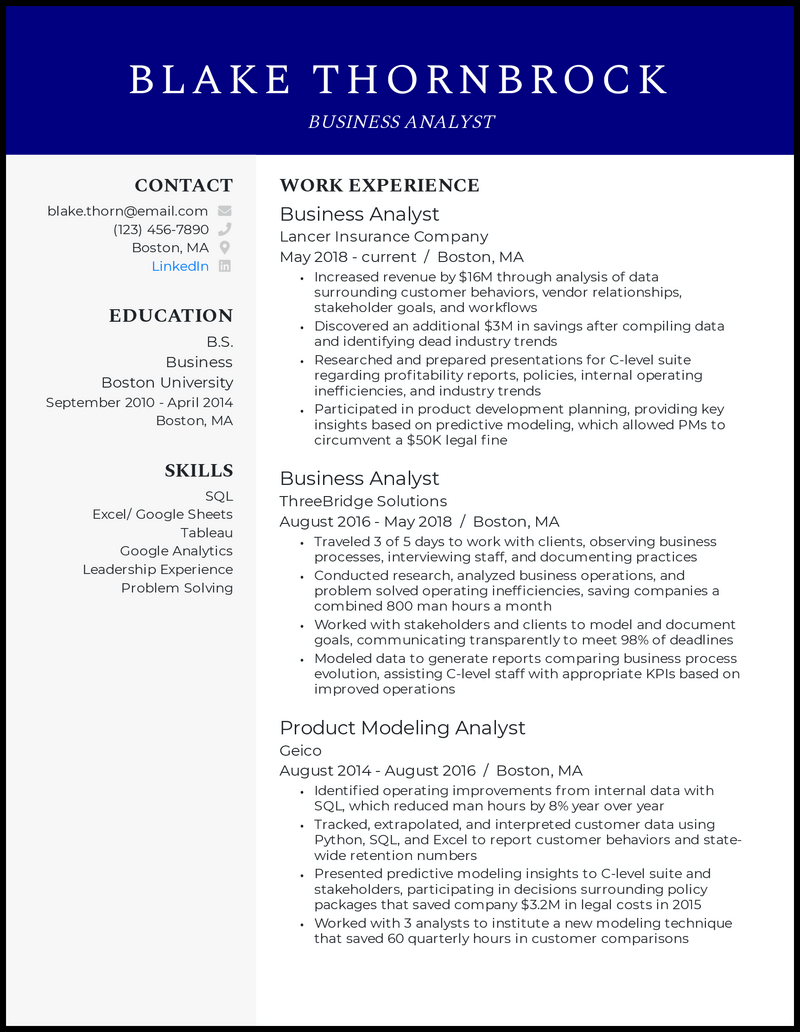 BLAKE THORNBROCK
BUSINESS ANALYST
CONTACT
blake.thorn@email.com
(123) 456-7890
Boston, MA
LinkedIn
EDUCATION
B.S.
Business
Boston University
September 2010 - April 2014
Boston, MA
SKILLS
SQL
Excel/ Google Sheets
Tableau
Google Analytics
Leadership Experience
Problem Solving
WORK EXPERIENCE
Business Analyst
Lancer Insurance Company
May 2018 - current / Boston, MA
• Increased revenue by $16M through analysis of data
surrounding customer behaviors, vendor relationships,
stakeholder goals, and workflows
• Discovered an additional $3M in savings after compiling data
and identifying dead industry trends
• Researched and prepared presentations for C-level suite
regarding profitability reports, policies, internal operating
inefficiencies, and industry trends
• Participated in product development planning, providing key
insights based on predictive modeling, which allowed PMs to
circumvent a $50K legal fine
Business Analyst
ThreeBridge Solutions
August 2016 - May 2018 / Boston, MA
• Traveled 3 of 5 days to work with clients, observing business
processes, interviewing staff, and documenting practices
• Conducted research, analyzed business operations, and
problem solved operating inefficiencies, saving companies a
combined 800 man hours a month
• Worked with stakeholders and clients to model and document
goals, communicating transparently to meet 98% of deadlines
• Modeled data to generate reports comparing business process
evolution, assisting C-level staff with appropriate KPIs based on
improved operations
Product Modeling Analyst
Geico
August 2014 - August 2016 / Boston, MA
• Identified operating improvements from internal data with
SQL, which reduced man hours by 8% year over year
• Tracked, extrapolated, and interpreted customer data using
Python, SQL, and Excel to report customer behaviors and state-
wide retention numbers
• Presented predictive modeling insights to C-level suite and
stakeholders, participating in decisions surrounding policy
packages that saved company $3.2M in legal costs in 2015
• Worked with 3 analysts to institute a new modeling technique
that saved 60 quarterly hours in customer comparisons